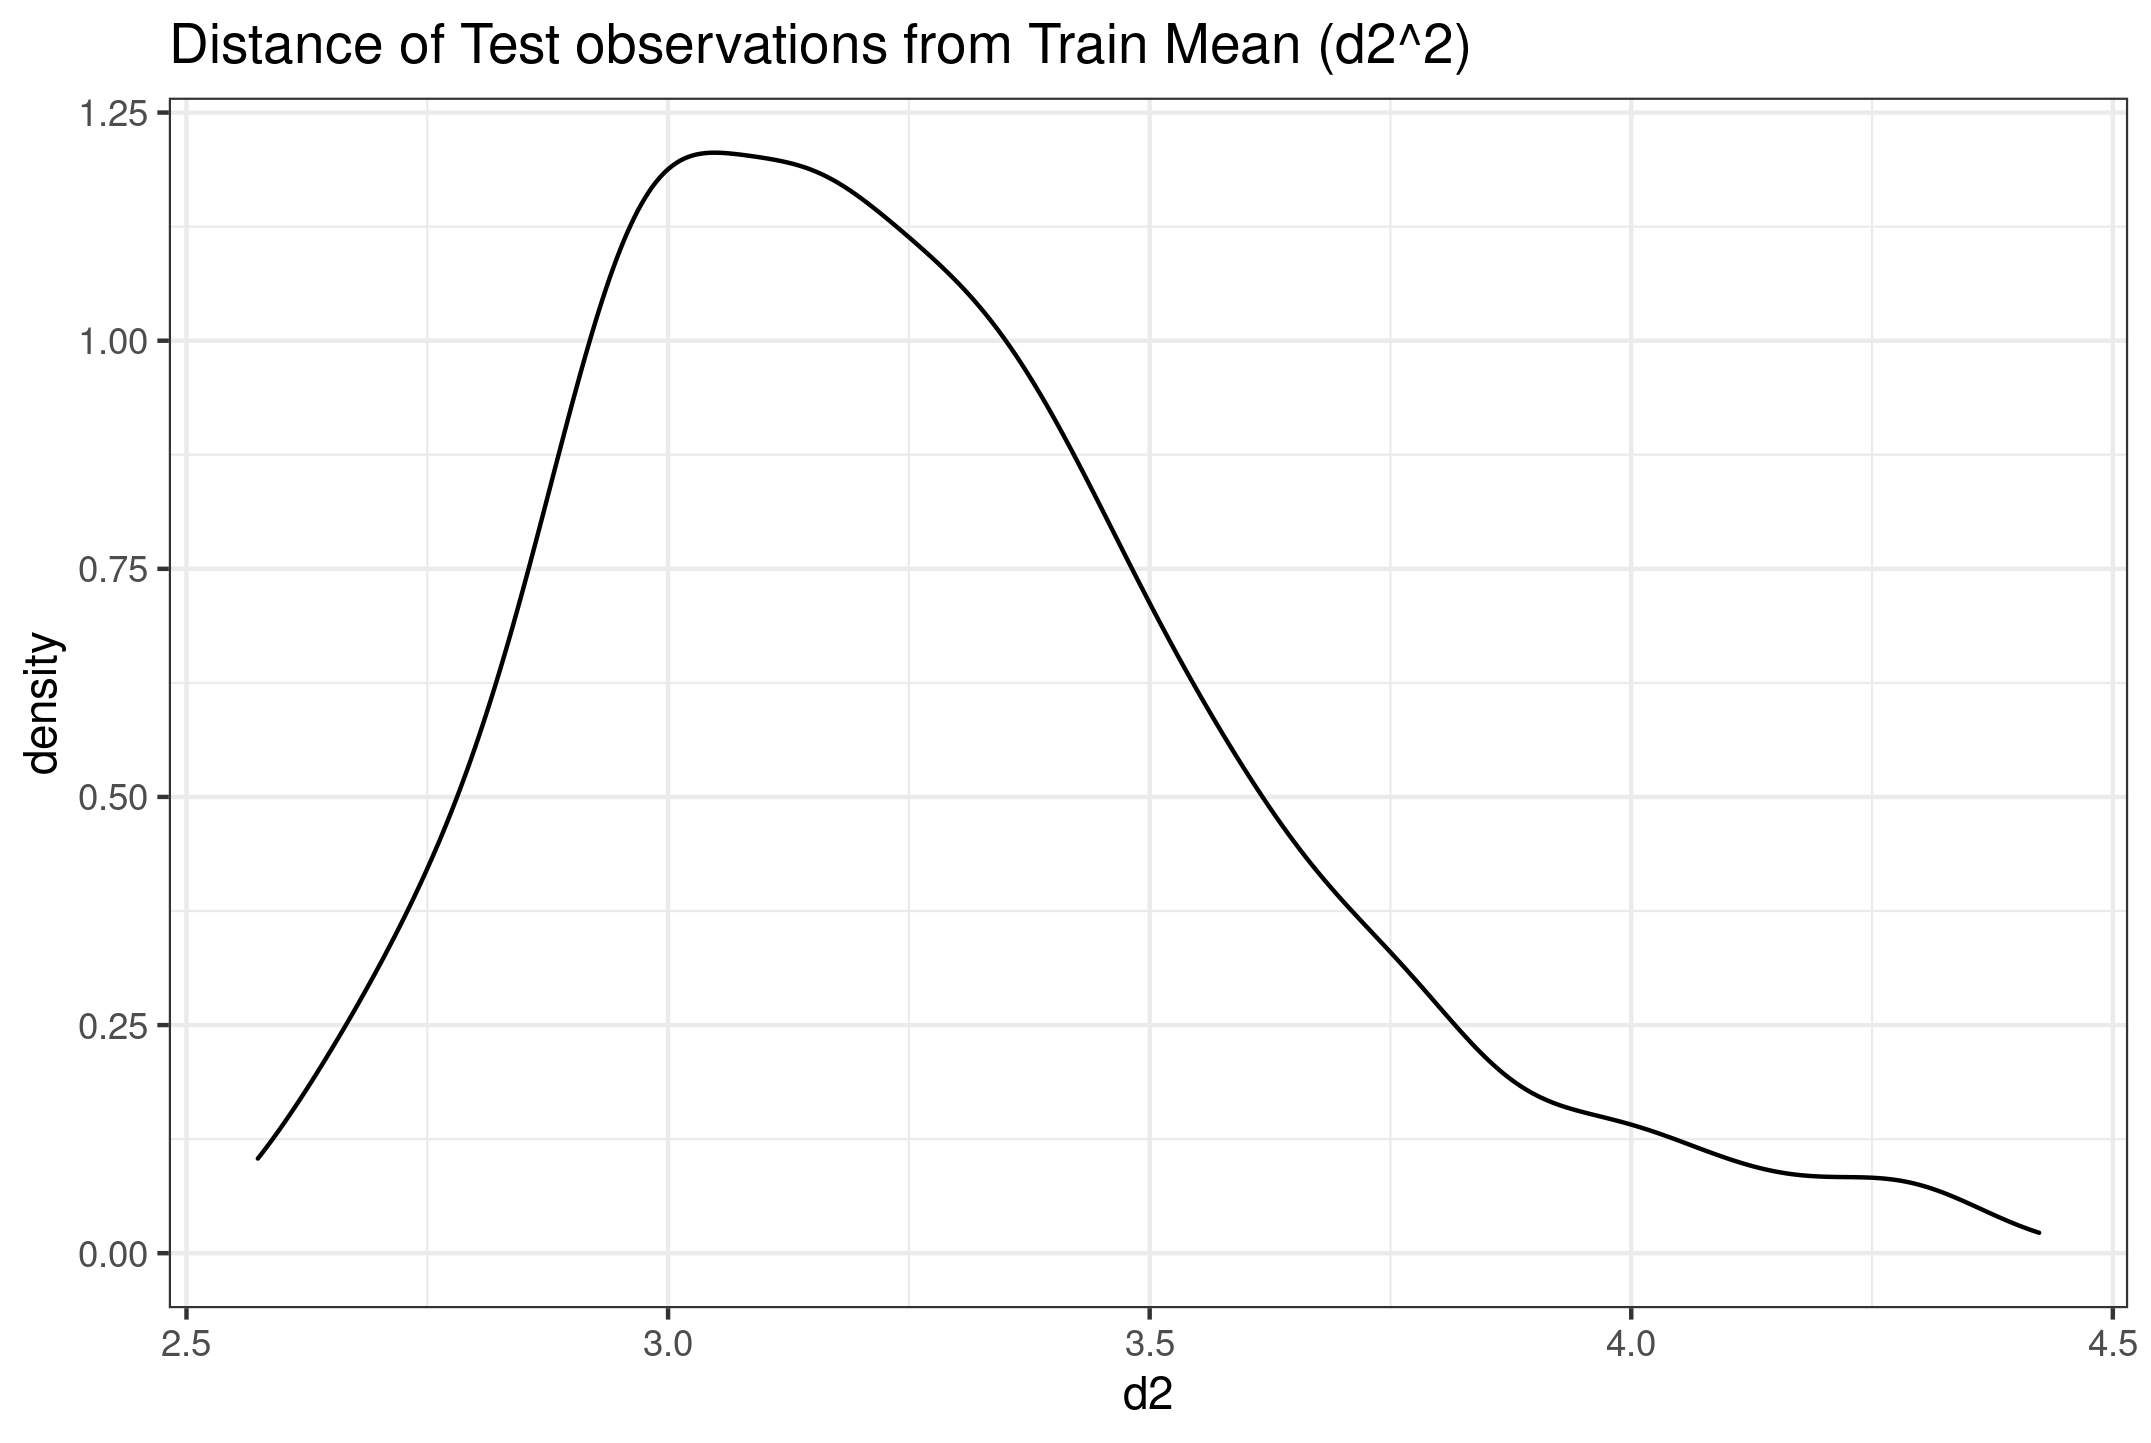 Distance of Test observations from Train Mean (d2^2)
1.25
1.00
0.75
0.50
0.25
0.00
density
2.5 3.0 3.5 4.0 4.5
d2